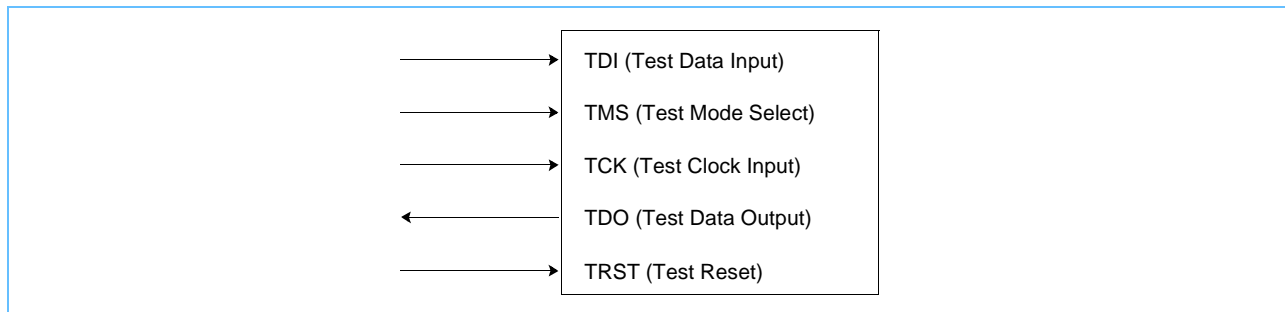 TDI (Test Data Input)
TMS (Test Mode Select)
TCK (Test Clock Input)
TDO (Test Data Output)
TRST (Test Reset)